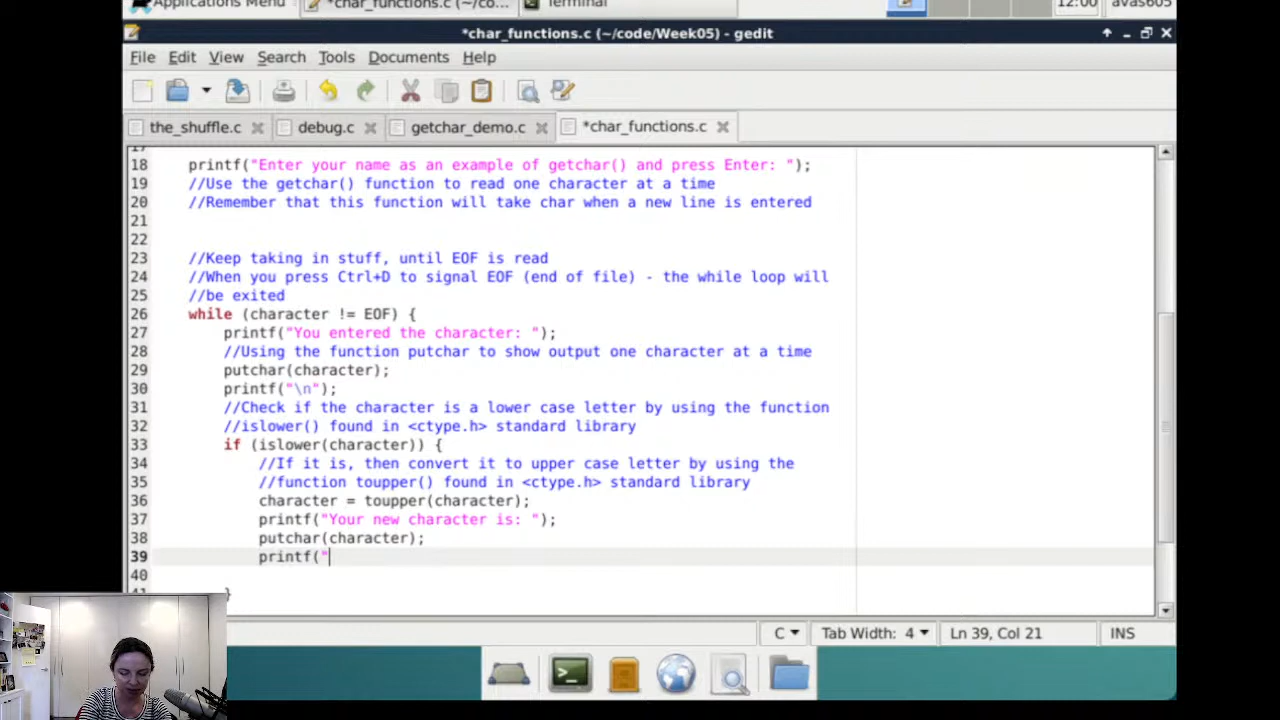 Applications Menu *char_functions.c (~/co... Terminal 12:00 avas605
*char_functions.c (~/code/Week05) - gedit
File Edit View Search Tools Documents Help
the_shuffle.c debug.c getchar_demo.c *char_functions.c
17
18 printf("Enter your name as an example of getchar() and press Enter: ");
19 //Use the getchar() function to read one character at a time
20 //Remember that this function will take char when a new line is entered
21
22
23 //Keep taking in stuff, until EOF is read
24 //When you press Ctrl+D to signal EOF (end of file) - the while loop will
25 //be exited
26 while (character != EOF) {
27 printf("You entered the character: ");
28 //Using the function putchar to show output one character at a time
29 putchar(character);
30 printf("\n");
31 //Check if the character is a lower case letter by using the function
32 //islower() found in <ctype.h> standard library
33 if (islower(character)) {
34 //If it is, then convert it to upper case letter by using the
35 //function toupper() found in <ctype.h> standard library
36 character = toupper(character);
37 printf("Your new character is: ");
38 putchar(character);
39 printf("
40
41 }
C Tab Width: 4 Ln 39, Col 21 INS